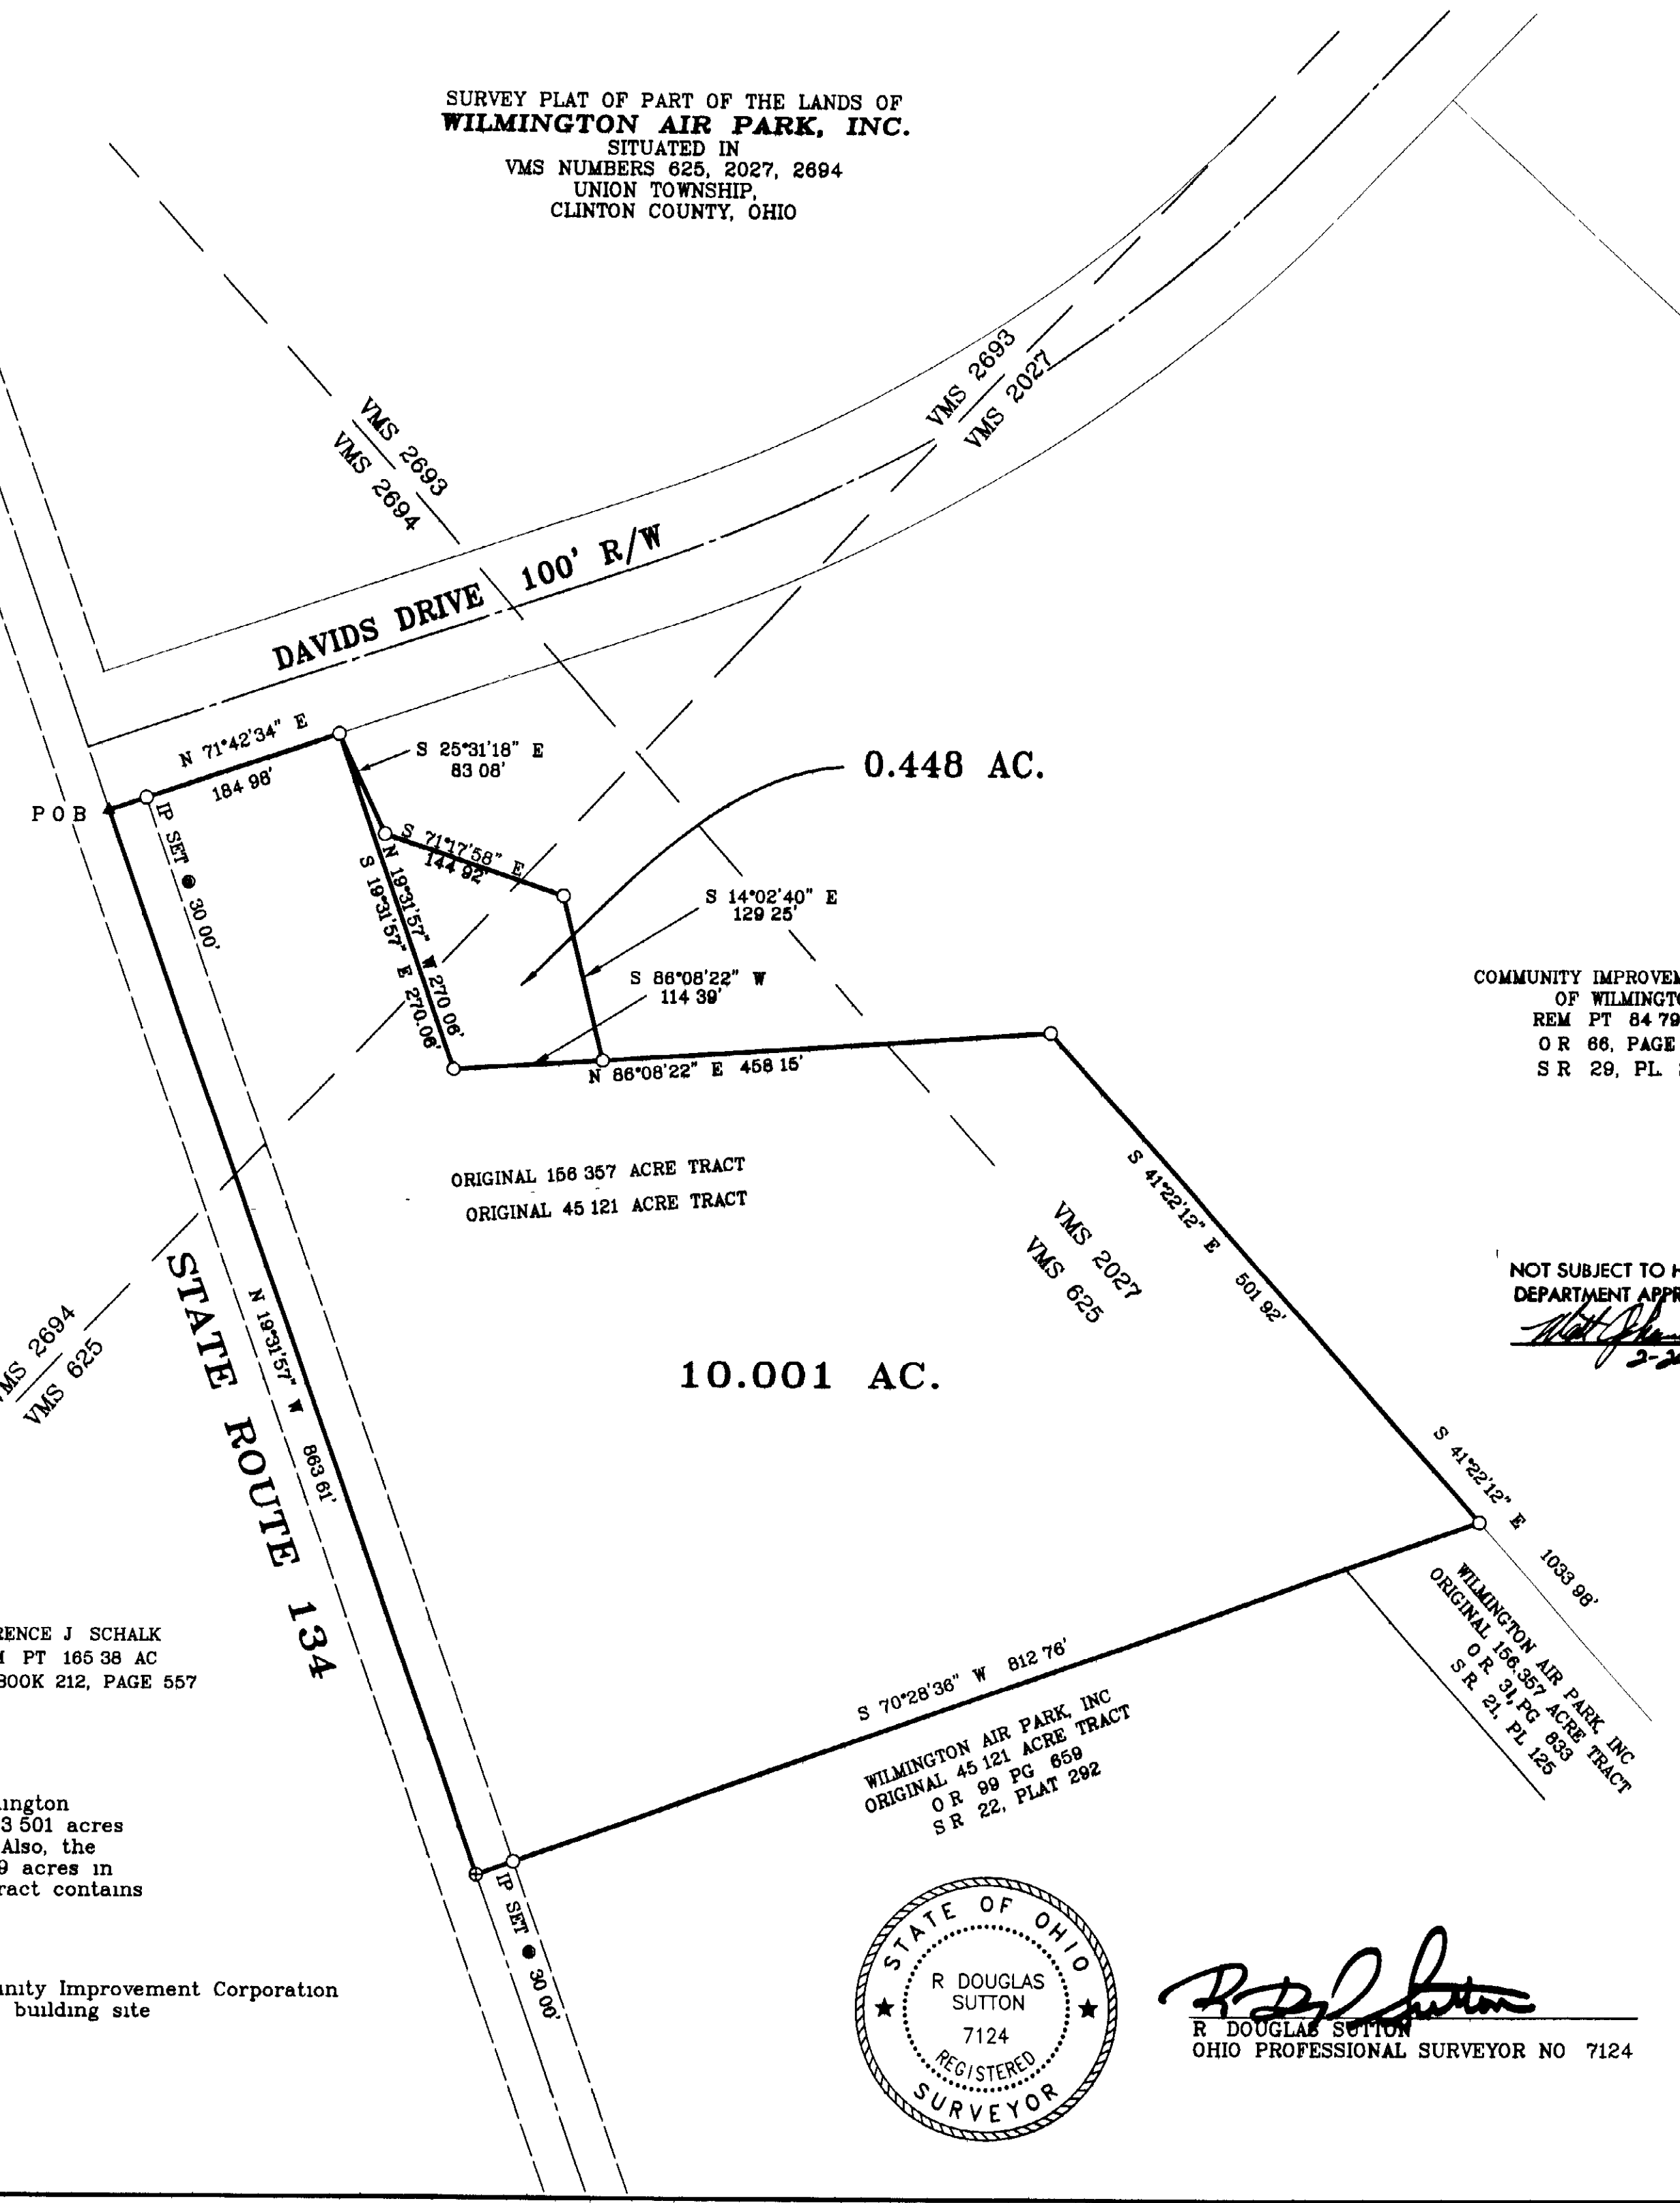 SURVEY PLAT OF PART OF THE LANDS OF
WILMINGTON AIR PARK, INC.
SITUATED IN
VMS NUMBERS 625, 2027, 2694
UNION TOWNSHIP,
CLINTON COUNTY, OHIO
VMS 2693
VMS 2027
VMS 2693
VMS 2694
DAVIDS DRIVE 100' R/W
N 71°42'34" E
184 98'
S 25°31'18" E
83 08'
0.448 AC.
P O B
IP SET @ 30 00'
S 71°17'58" E
144 92'
N 19°31'57" W 270 06'
S 19°31'57" E 270.06'
S 14°02'40" E
129 25'
S 86°08'22" W
114 39'
N 86°08'22" E 458 15'
COMMUNITY
OF
REM PT 84 79
O R 66, PAGE
S R 29, PL
ORIGINAL 156 357 ACRE TRACT
ORIGINAL 45 121 ACRE TRACT
S 41°22'12" E 501 92'
VMS 2027
VMS 625
NOT SUBJECT TO
DEPARTMENT
VMS 2694
VMS 625
STATE ROUTE 134
N 19°31'57" W 863 61'
10.001 AC.
S 41°22'12" E 1033 98'
WILMINGTON AIR PARK, INC
ORIGINAL 156.357 ACRE TRACT
O R 31, PG 833
S R 21, PL 125
J SCHALK
PT 165 38 AC
BOOK 212, PAGE 557
S 70°28'36" W 812 76'
WILMINGTON AIR PARK, INC
ORIGINAL 45 121 ACRE TRACT
O R 99 PG 659
S R 22, PLAT 292
3 501 acres
Also, the
9 acres in
contains
IP SET @ 30 00'
Improvement Corporation
building site
STATE OF OHIO
R DOUGLAS
SUTTON
7124
REGISTERED
SURVEYOR
R DOUGLAS SUTTON
OHIO PROFESSIONAL SURVEYOR NO 7124